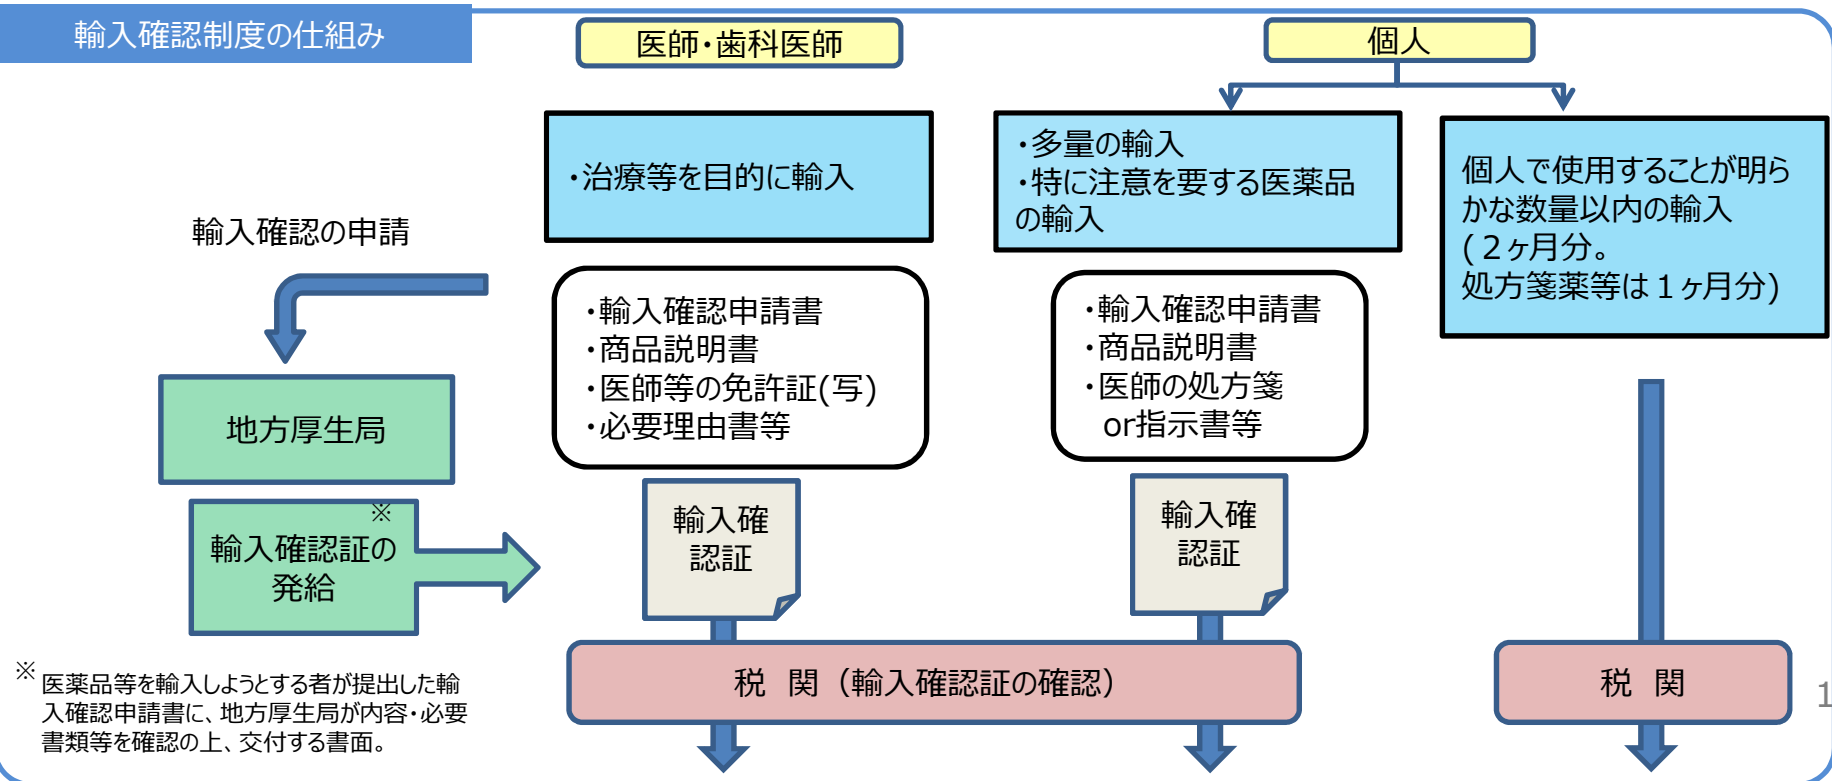 輸入確認制度の仕組み
医師・歯科医師
個人
・治療等を目的に輸入
・多量の輸入
・特に注意を要する医薬品
の輸入
個人で使用することが明ら
かな数量以内の輸入
(２ヶ月分。
処方箋薬等は１ヶ月分)
輸入確認の申請
・輸入確認申請書
・商品説明書
・医師等の免許証(写)
・必要理由書等
・輸入確認申請書
・商品説明書
・医師の処方箋
or指示書等
地方厚生局
※
輸入確認証の
発給
輸入確
認証
輸入確
認証
税　関（輸入確認証の確認）
税　関
※ 医薬品等を輸入しようとする者が提出した輸
入確認申請書に、地方厚生局が内容・必要
書類等を確認の上、交付する書面。
1